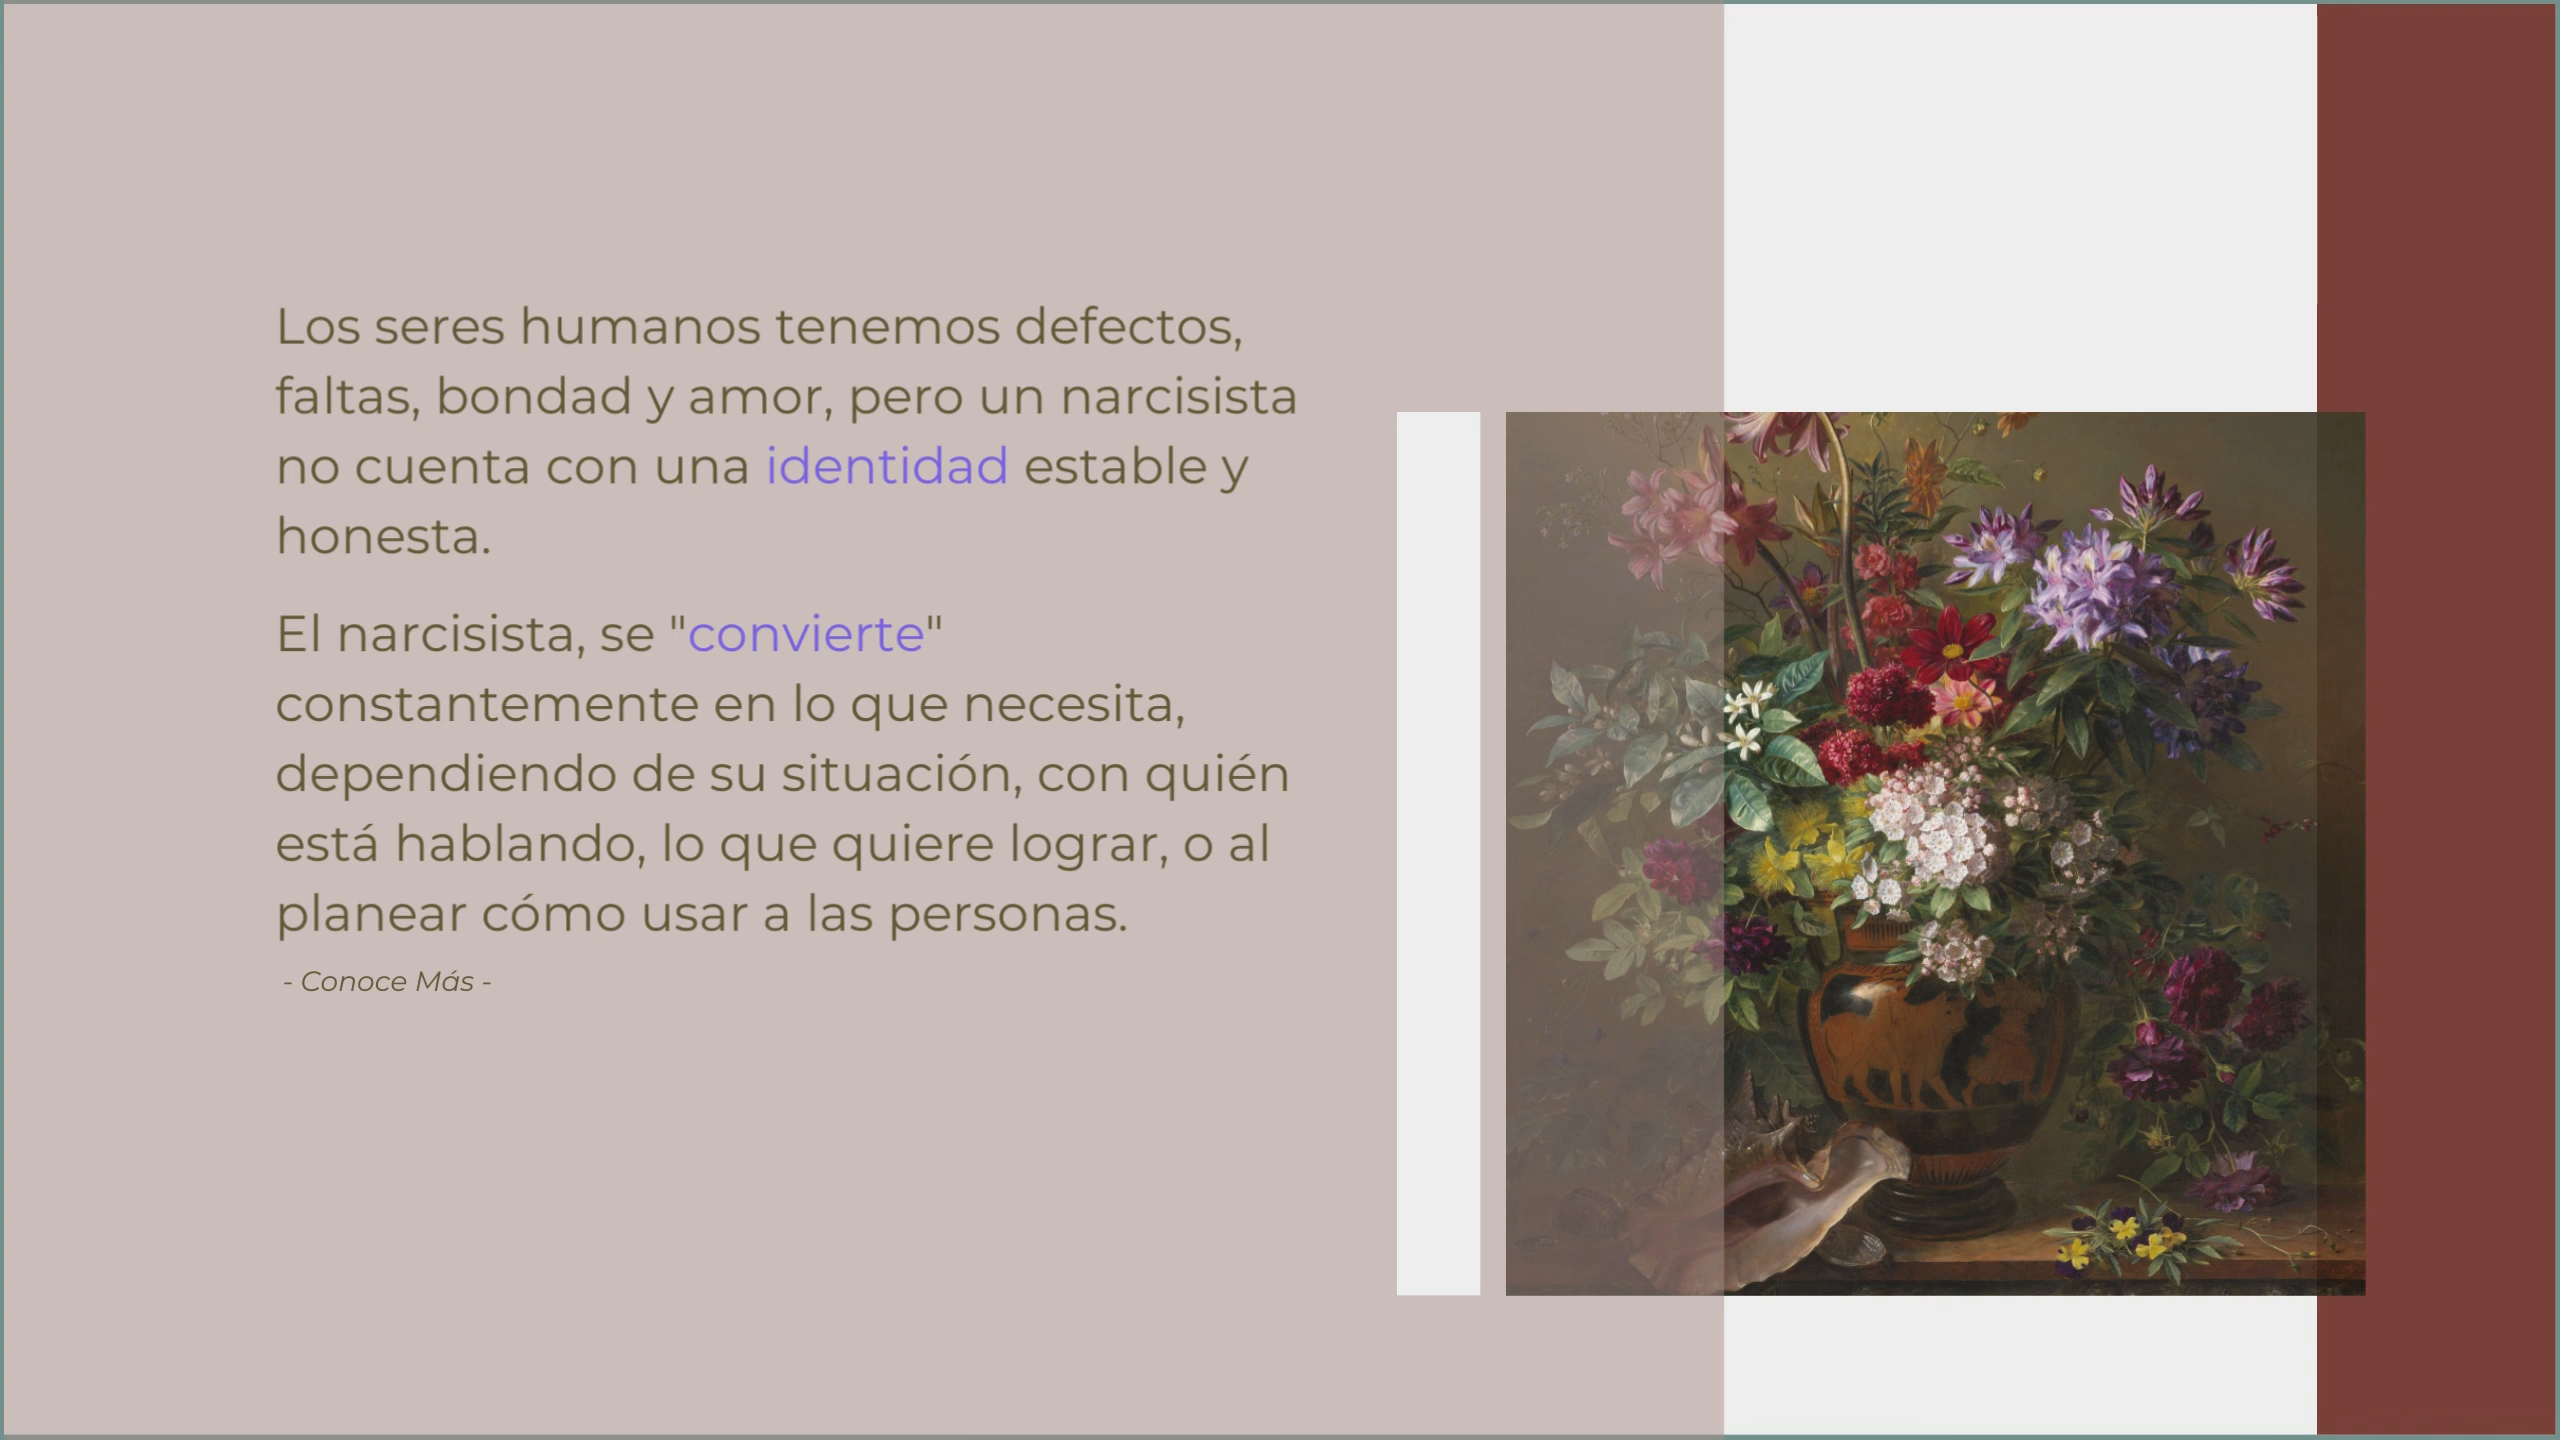 Los seres humanos tenemos defectos,
faltas, bondad y amor, pero un narcisista
no cuenta con una identidad estable y
honesta.
El narcisista, se "convierte"
constantemente en lo que necesita,
dependiendo de su situación, con quién
está hablando, lo que quiere lograr, o al
planear cómo usar a las personas.
- Conoce Más -